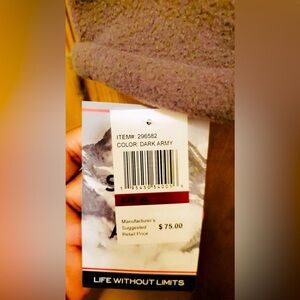 ITEM#: 296582
COLOR: DARK ARMY
Manufacturer's
Suggested
Retail Price
$75.00
LIFE WITHOUT LIMITS